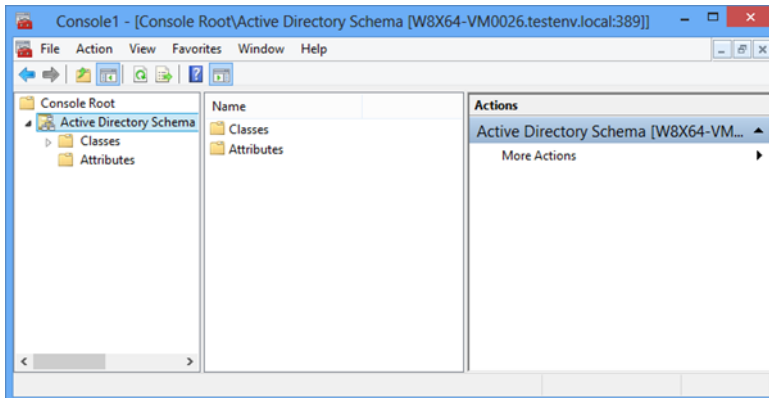 Console1 - [Console Root\Active Directory Schema [W8X64-VM0026.testenv.local:389]]
File Action View Favorites Window Help
Console Root
Active Directory Schema
Classes
Attributes
Name
Classes
Attributes
Actions
Active Directory Schema [W8X64-VM...
More Actions